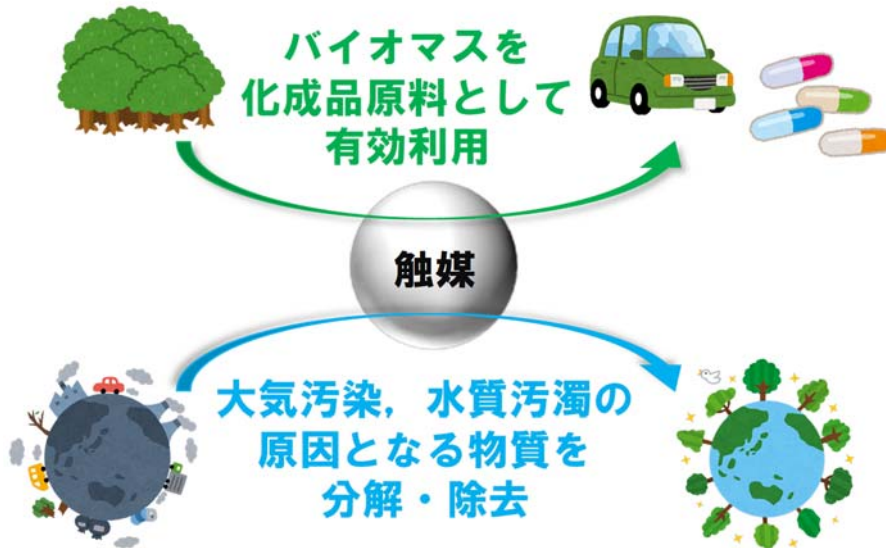 バイオマスを
化成品原料として
有効利用
触媒
大気汚染，水質汚濁の
原因となる物質を
分解・除去